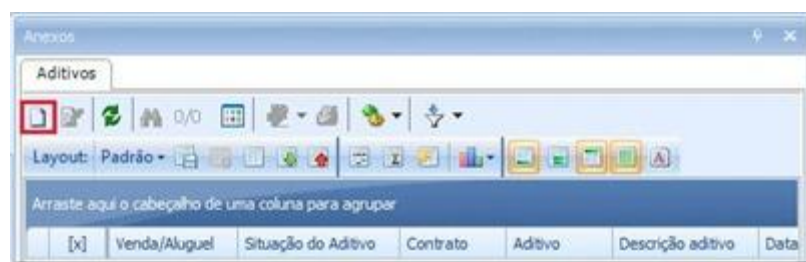 Anexos
Aditivos
0/0
Layout: Padrão
Arraste aqui o cabeçalho de uma coluna para agrupar
[x] Venda/Aluguel Situação do Aditivo Contrato Aditivo Descrição aditivo Data